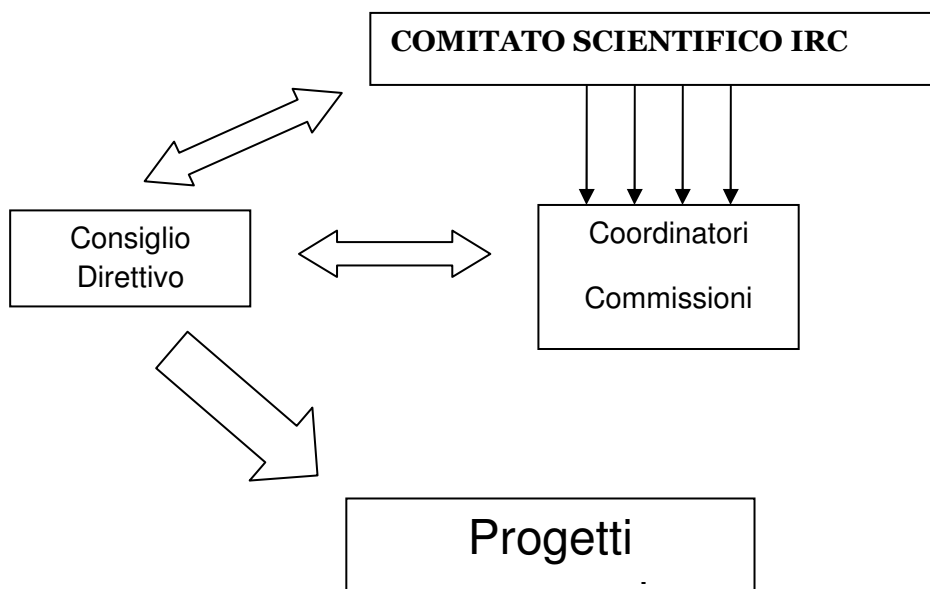 COMITATO SCIENTIFICO IRC
Consiglio
Direttivo
Coordinatori
Commissioni
Progetti